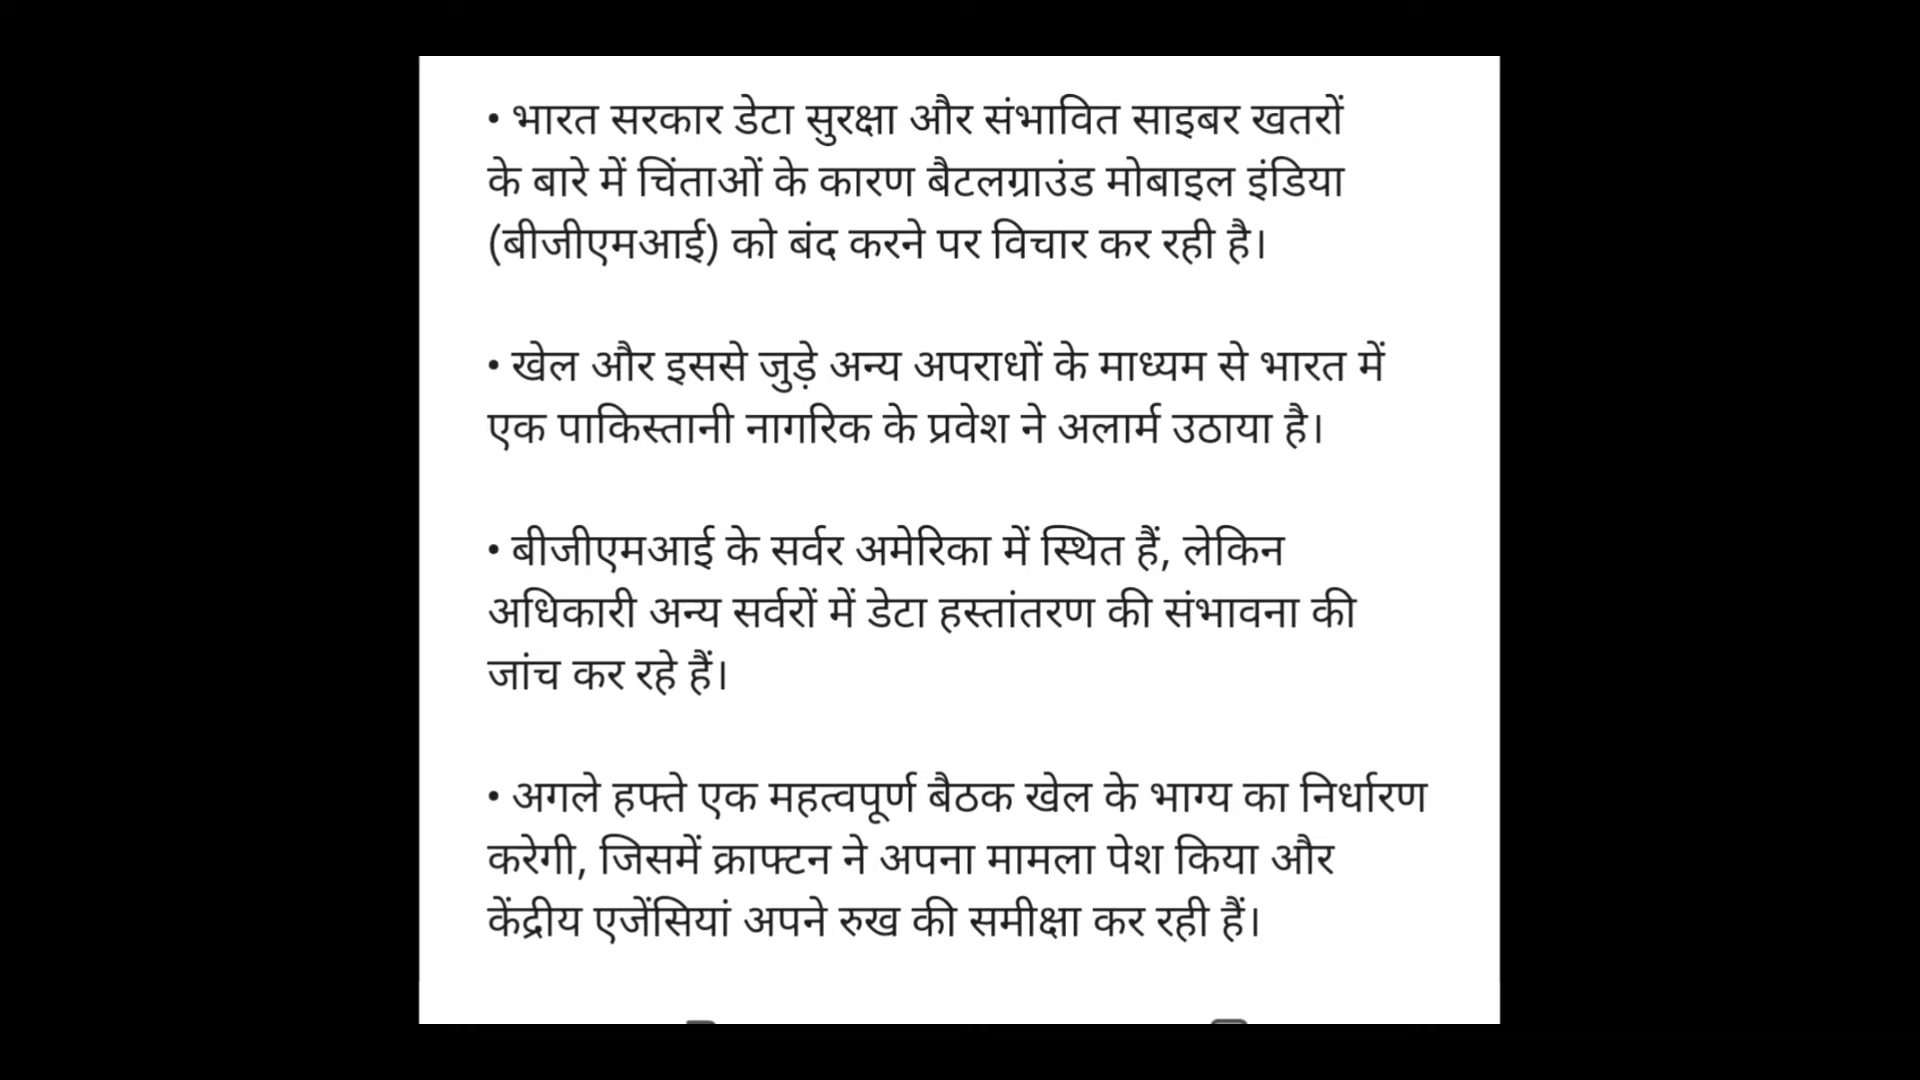 • भारत सरकार डेटा सुरक्षा और संभावित साइबर खतरों
के बारे में चिंताओं के कारण बैटलग्राउंड मोबाइल इंडिया
(बीजीएमआई) को बंद करने पर विचार कर रही है।
• खेल और इससे जुड़े अन्य अपराधों के माध्यम से भारत में
एक पाकिस्तानी नागरिक के प्रवेश ने अलार्म उठाया है।
• बीजीएमआई के सर्वर अमेरिका में स्थित हैं, लेकिन
अधिकारी अन्य सर्वरों में डेटा हस्तांतरण की संभावना की
जांच कर रहे हैं।
• अगले हफ्ते एक महत्वपूर्ण बैठक खेल के भाग्य का निर्धारण
करेगी, जिसमें क्राफ्टन ने अपना मामला पेश किया और
केंद्रीय एजेंसियां अपने रुख की समीक्षा कर रही हैं।